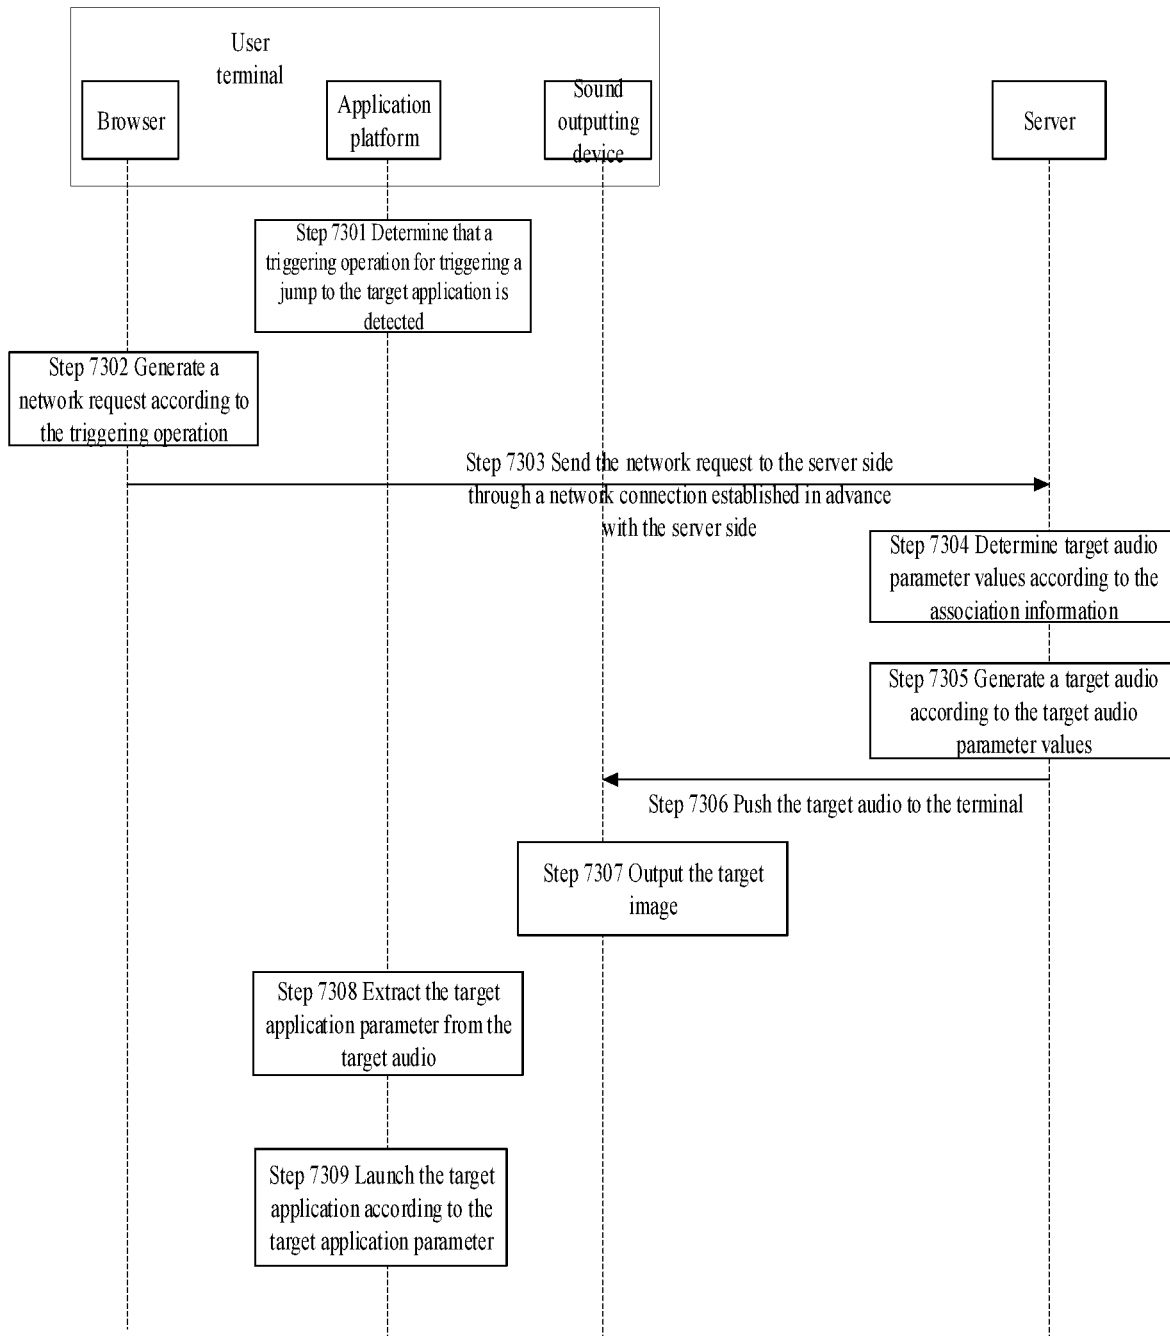 User
terminal
Browser
Application
platform
Sound
outputting
device
Server
Step 7301 Determine that a
triggering operation for triggering a
jump to the target application is
detected
Step 7302 Generate a
network request according to
the triggering operation
Step 7303 Send the network request to the server side
through a network connection established in advance
with the server side
Step 7304 Determine target audio
parameter values according to the
association information
Step 7305 Generate a target audio
according to the target audio
parameter values
Step 7306 Push the target audio to the terminal
Step 7307 Output the target
image
Step 7308 Extract the target
application parameter from the
target audio
Step 7309 Launch the target
application according to the
target application parameter